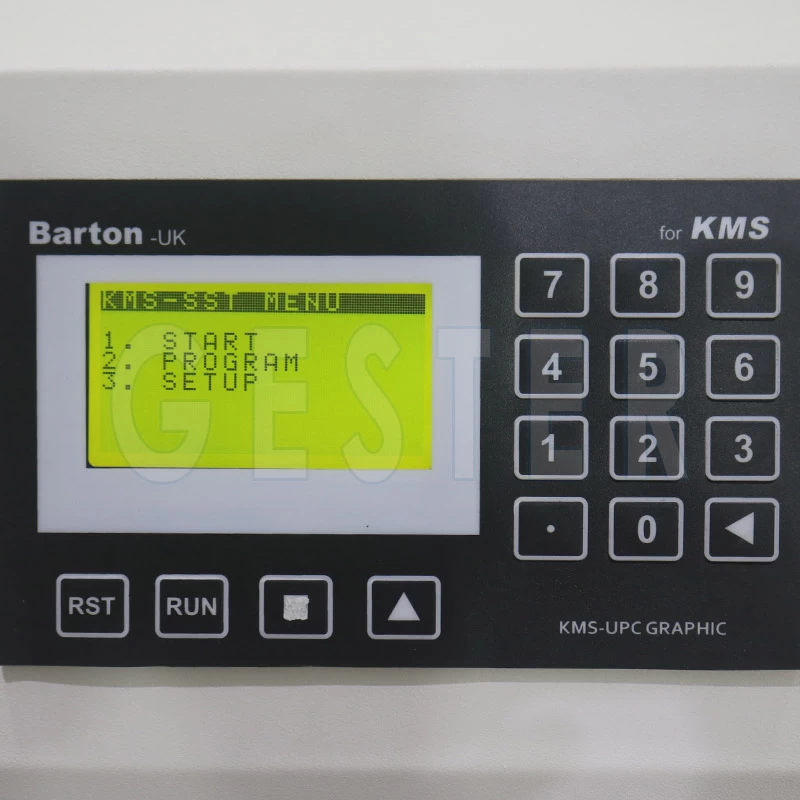 Barton -UK
for KMS
KMS-SST MENU
1. START
2. PROGRAM
3. SETUP
7 8 9
4 5 6
1 2 3
. 0
RST RUN
KMS-UPC GRAPHIC
GESTER